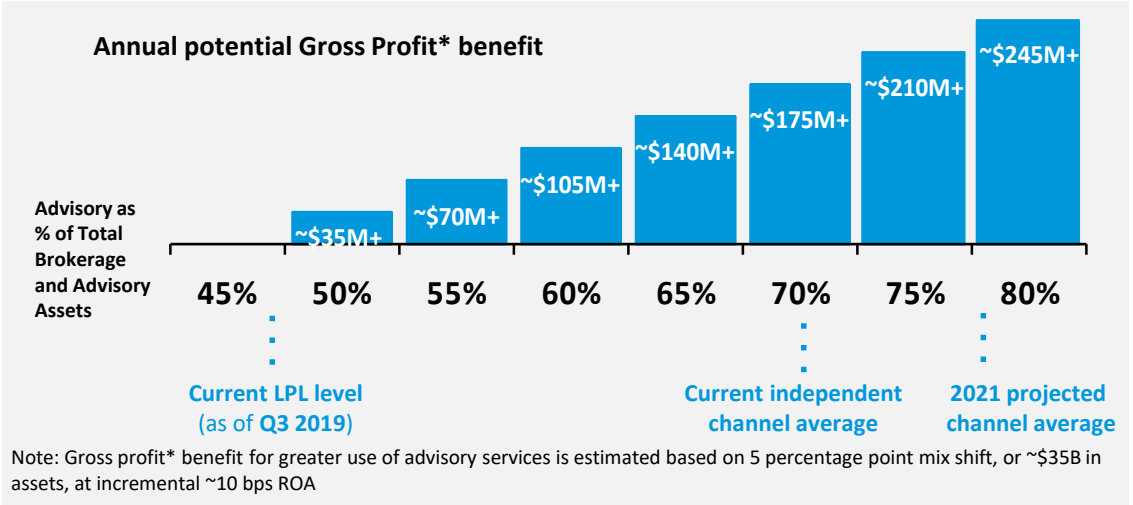 Annual potential Gross Profit* benefit
~$35M+
~$70M+
~$105M+
~$140M+
~$175M+
~$210M+
~$245M+
Advisory as
% of Total
Brokerage
and Advisory
Assets
45% 50% 55% 60% 65% 70% 75% 80%
Current LPL level
(as of Q3 2019)
Current independent
channel average
2021 projected
channel average
Note: Gross profit* benefit for greater use of advisory services is estimated based on 5 percentage point mix shift, or ~$35B in
assets, at incremental ~10 bps ROA